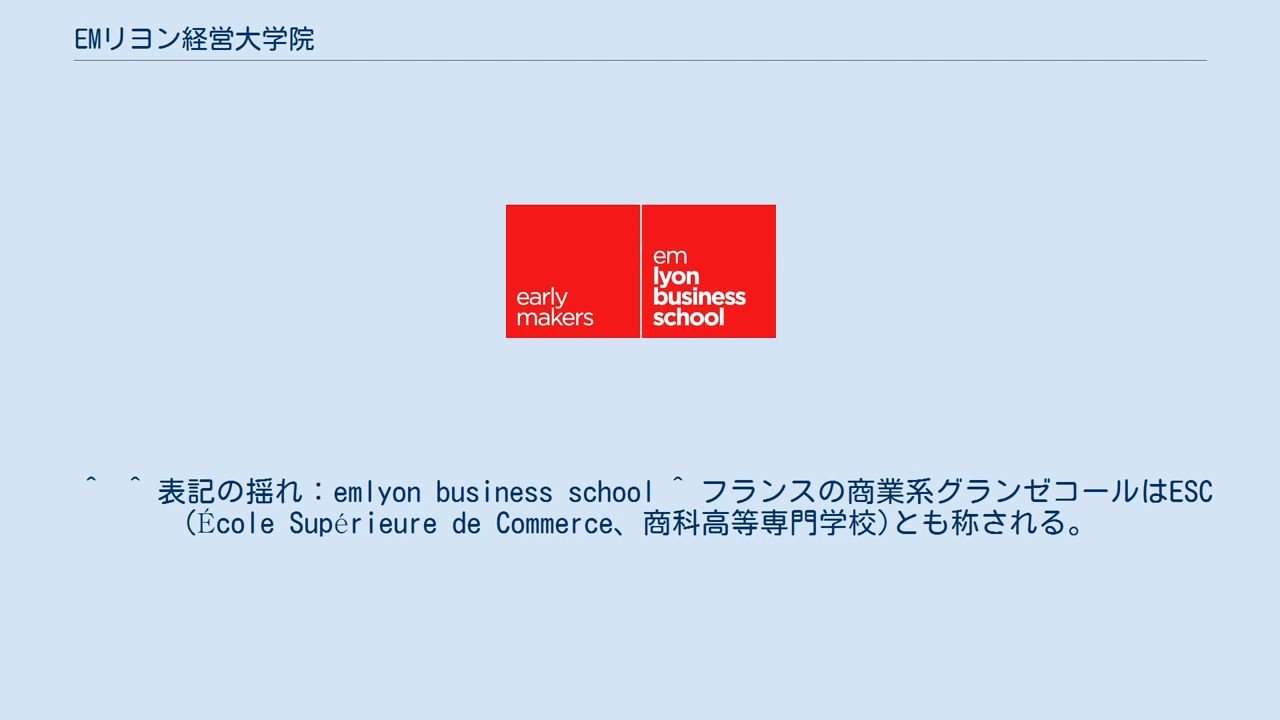 EMリヨン経営大学院
early
makers
em
lyon
business
school
^ ^ 表記の揺れ：emlyon business school ^ フランスの商業系グランゼコールはESC
(École Supérieure de Commerce、商科高等専門学校)とも称される。